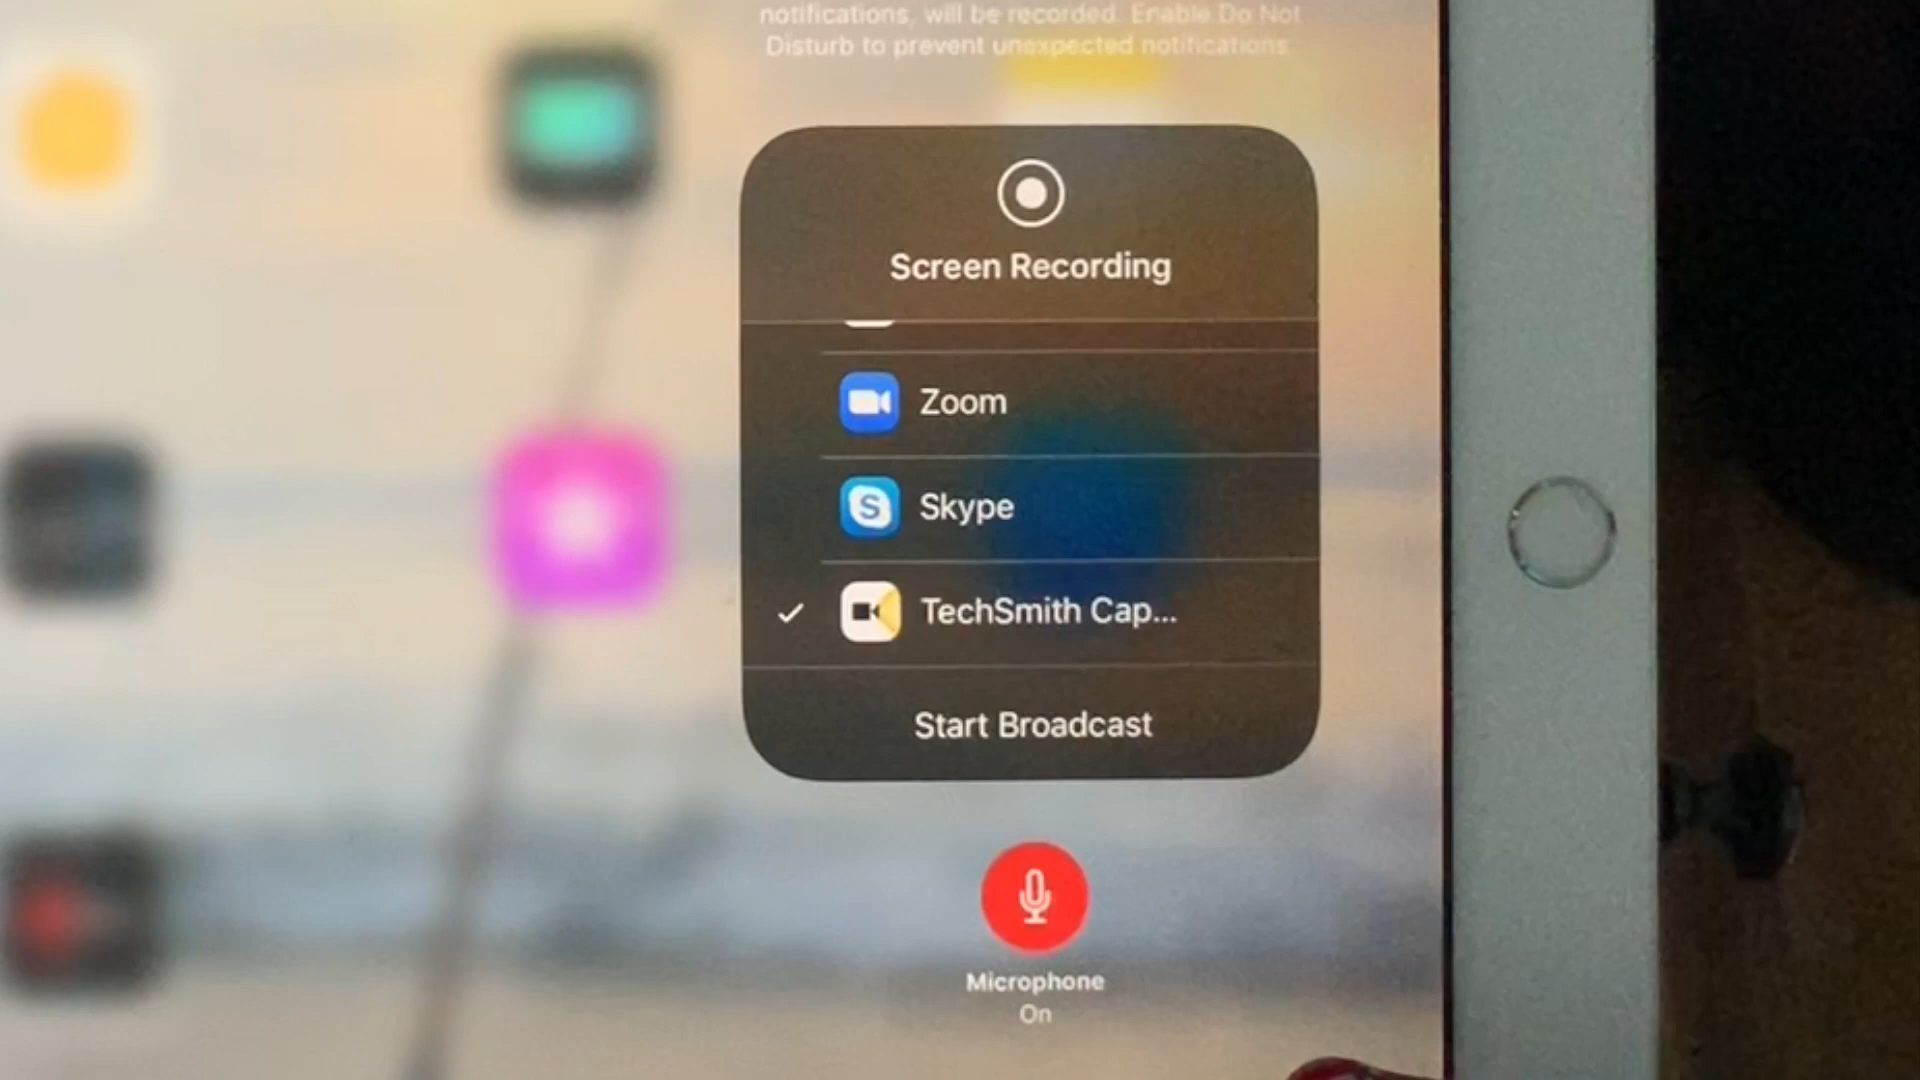 notifications, will be recorded. Enable Do Not
Disturb to prevent unexpected notifications.
Screen Recording
Zoom
S Skype
TechSmith Cap...
Start Broadcast
Microphone
On